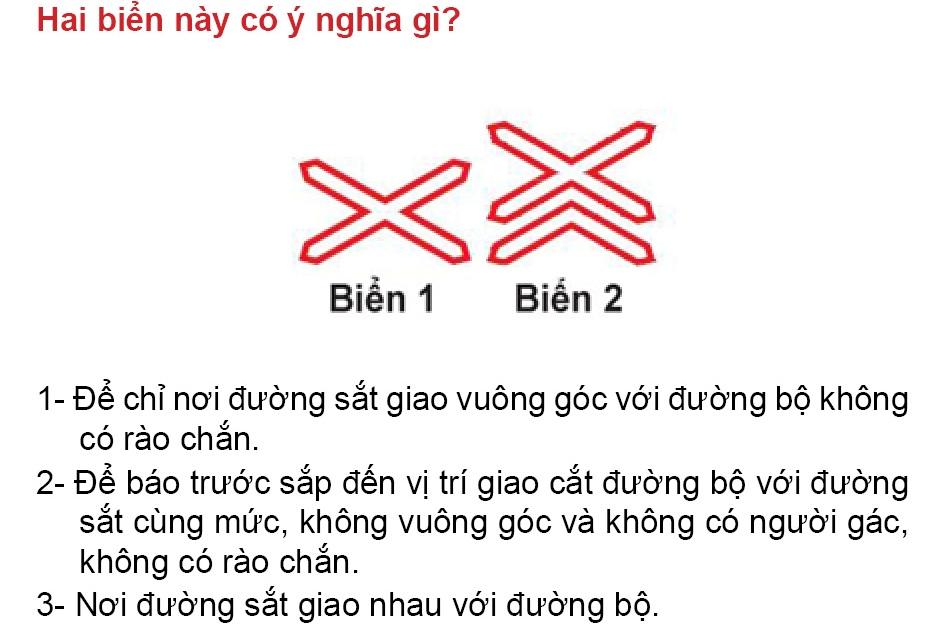 Hai biển này có ý nghĩa gì?
Biển 1
Biến 2
1- Để chỉ nơi đường sắt giao vuông góc với đường bộ không
có rào chắn.
2- Để báo trước sắp đến vị trí giao cắt đường bộ với đường
sắt cùng mức, không vuông góc và không có người gác,
không có rào chắn.
3- Nơi đường sắt giao nhau với đường bộ.